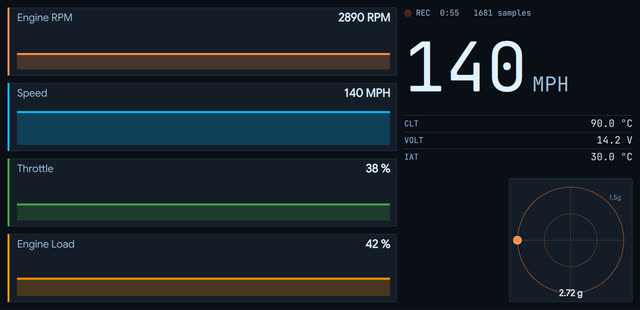 Engine RPM 2890 RPM
Speed 140 MPH
Throttle 38 %
Engine Load 42 %
REC 0:55 1681 samples
140 MPH
CLT 90.0 °C
VOLT 14.2 V
IAT 30.0 °C
1.5g
2.72 g